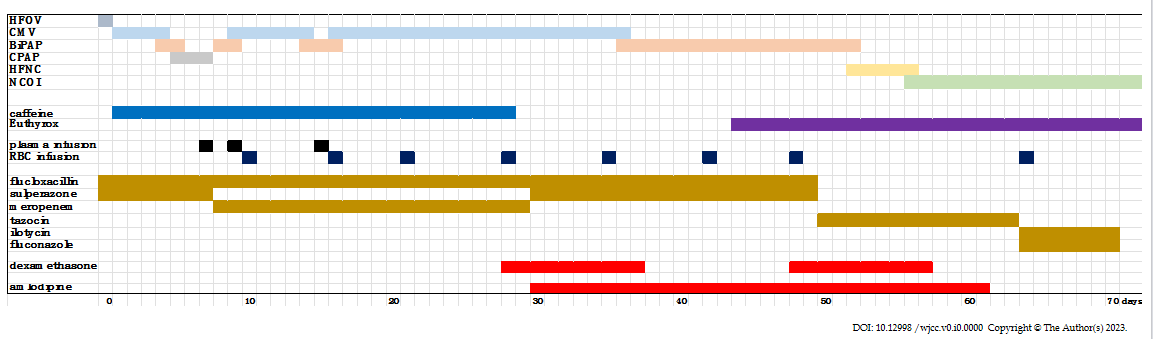 HFOV
CMV
BiPAP
CPAP
HFNC
NCOI
caffeine
Euthyrox
plasma infusion
RBC infusion
flucloxacillin
sulperazone
meropenem
tazocin
ilotycin
fluconazole
dexamethasone
amlodipine
0 10 20 30 40 50 60 70 days
DOI: 10.12998 /wjcc.v0.i0.0000 Copyright © The Author(s) 2023.